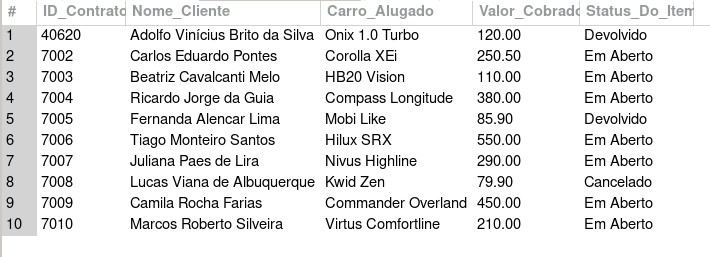 # ID_Contrato Nome_Cliente Carro_Alugado Valor_Cobrado Status_Do_Item
1 40620 Adolfo Vinícius Brito da Silva Onix 1.0 Turbo 120.00 Devolvido
2 7002 Carlos Eduardo Pontes Corolla XEi 250.50 Em Aberto
3 7003 Beatriz Cavalcanti Melo HB20 Vision 110.00 Em Aberto
4 7004 Ricardo Jorge da Guia Compass Longitude 380.00 Em Aberto
5 7005 Fernanda Alencar Lima Mobi Like 85.90 Devolvido
6 7006 Tiago Monteiro Santos Hilux SRX 550.00 Em Aberto
7 7007 Juliana Paes de Lira Nivus Highline 290.00 Em Aberto
8 7008 Lucas Viana de Albuquerque Kwid Zen 79.90 Cancelado
9 7009 Camila Rocha Farias Commander Overland 450.00 Em Aberto
10 7010 Marcos Roberto Silveira Virtus Comfortline 210.00 Em Aberto